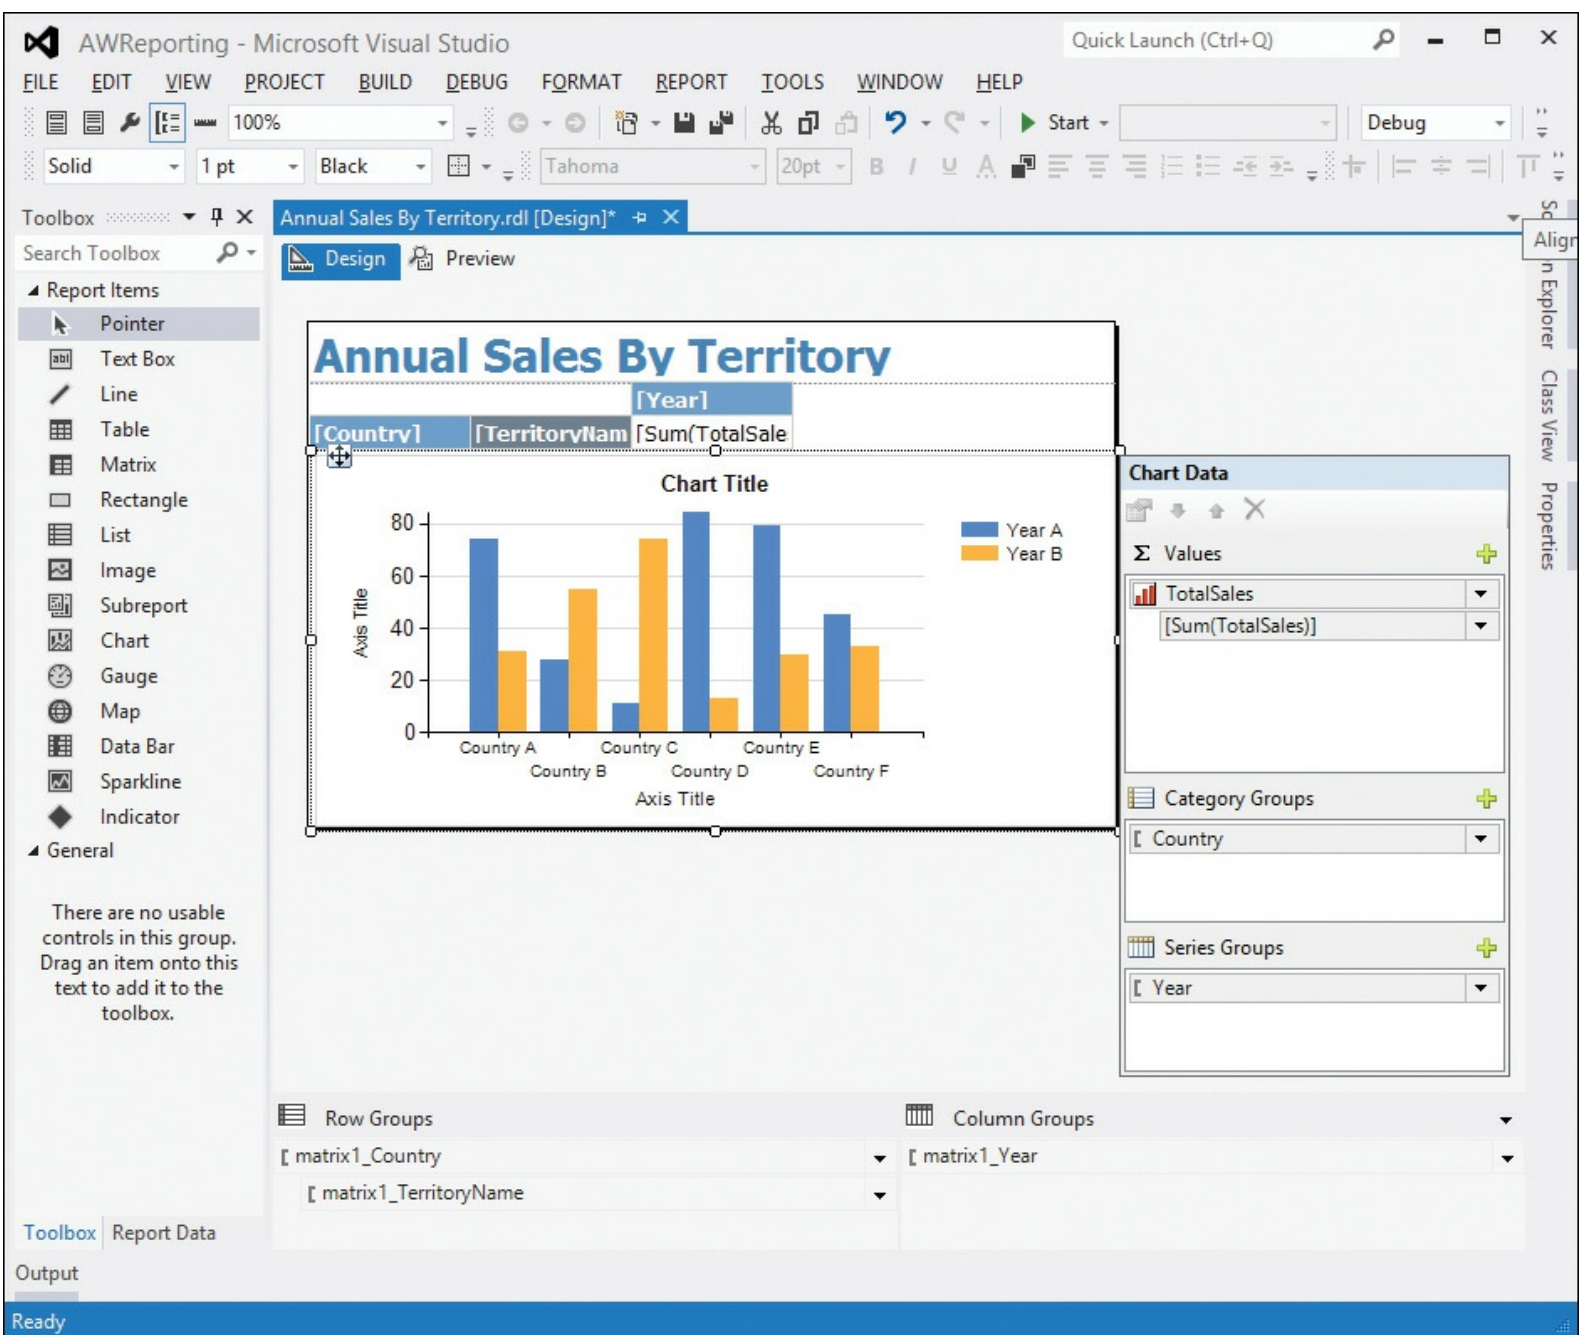 AWReporting - Microsoft Visual Studio
Quick Launch (Ctrl+Q)
FILE EDIT VIEW PROJECT BUILD DEBUG FORMAT REPORT TOOLS WINDOW HELP
100% Start Debug
Solid 1 pt Black Tahoma 20pt B I U A
Toolbox
Annual Sales By Territory.rdl [Design]*
Search Toolbox
Design Preview
Report Items
Pointer
Text Box
Line
Table
Matrix
Rectangle
List
Image
Subreport
Chart
Gauge
Map
Data Bar
Sparkline
Indicator
General
There are no usable
controls in this group.
Drag an item onto this
text to add it to the
toolbox.
Toolbox Report Data
Annual Sales By Territory
[Year]
[Country] [TerritoryNam [Sum(TotalSale
Chart Title
80
60
40
20
0
Axis Title
Year A
Year B
Country A Country C Country E
Country B Country D Country F
Axis Title
Chart Data
Σ Values
TotalSales
[Sum(TotalSales)]
Category Groups
Country
Series Groups
Year
Align
n Explorer
Class View
Properties
Row Groups
matrix1_Country
matrix1_TerritoryName
Column Groups
matrix1_Year
Output
Ready